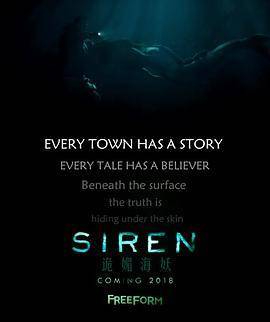 EVERY TOWN HAS A STORY
EVERY TALE HAS A BELIEVER
Beneath the surface
the truth is
hiding under the skin
SIREN
诡媚海妖
COMING 2018
FREEFORM